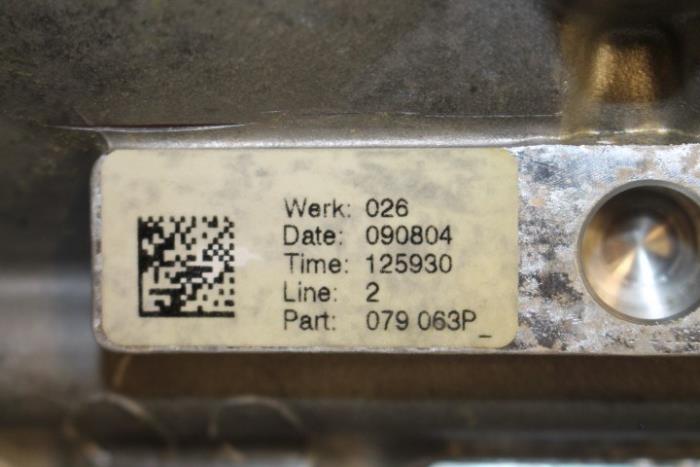 Werk: 026
Date: 090804
Time: 125930
Line: 2
Part: 079 063P_